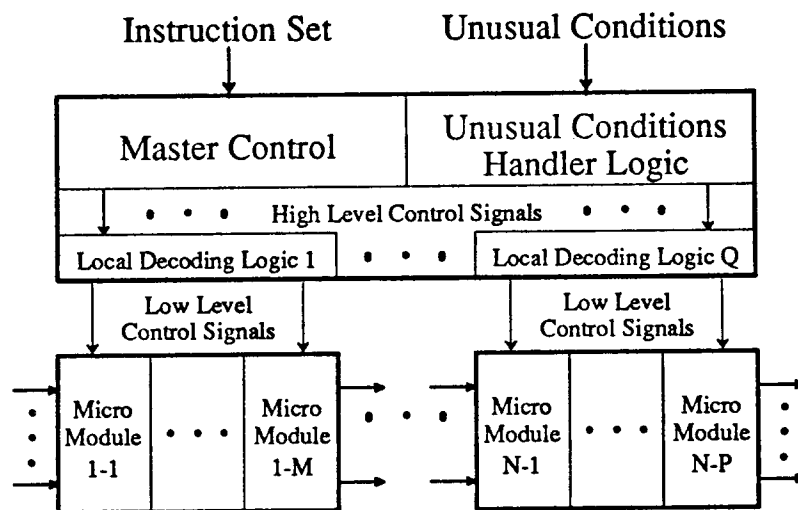 Instruction Set
Unusual Conditions
Master Control
Unusual Conditions
Handler Logic
High Level Control Signals
Local Decoding Logic 1
Local Decoding Logic Q
Low Level
Control Signals
Low Level
Control Signals
Micro
Module
1-1
Micro
Module
1-M
Micro
Module
N-1
Micro
Module
N-P